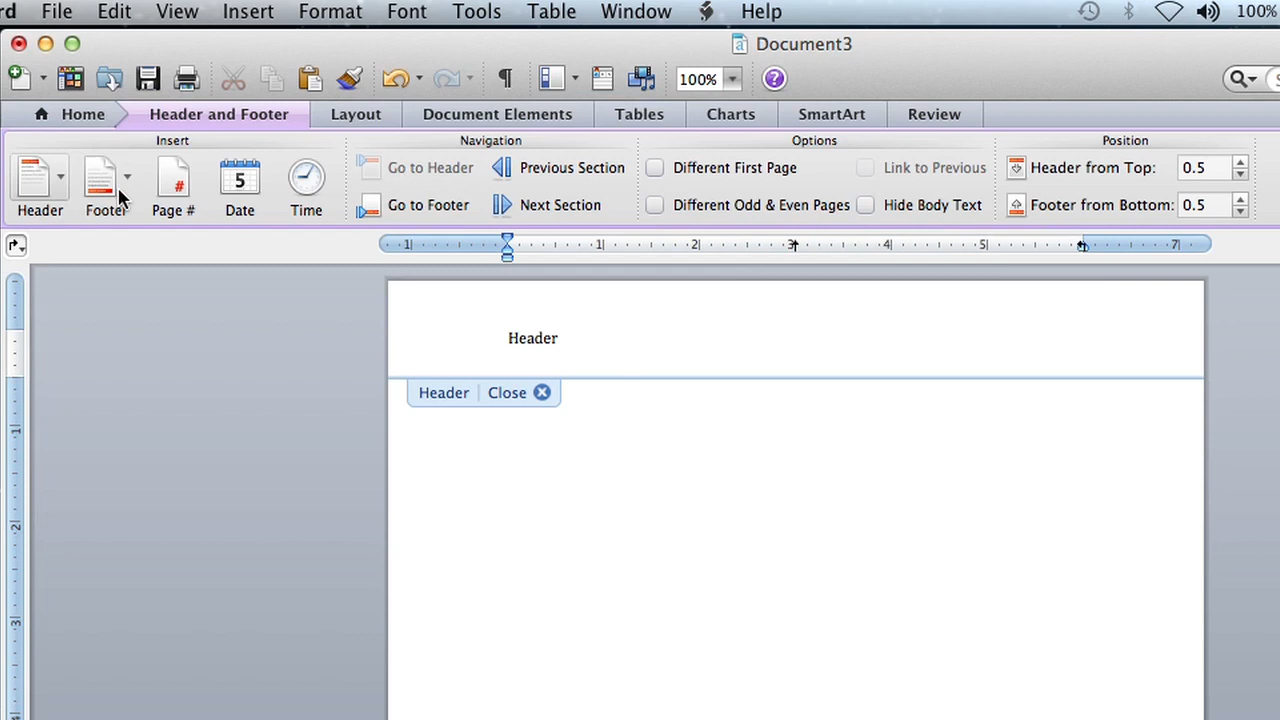 rd File Edit View Insert Format Font Tools Table Window Help 100%
Document3
100%
Home Header and Footer Layout Document Elements Tables Charts SmartArt Review
Insert Navigation Options Position
Go to Header Previous Section Different First Page Link to Previous Header from Top: 0.5
5 #
Header Footer Page # Date Time Go to Footer Next Section Different Odd & Even Pages Hide Body Text Footer from Bottom: 0.5
1 1 2 3 4 5 6 7
Header
Header Close
1
2
3
4